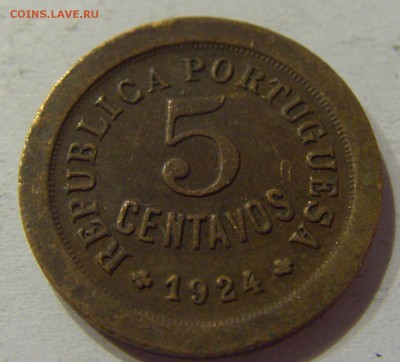 COINS.LAVE.RU
REPUBLICA PORTUGUESA
5
CENTAVOS
1924